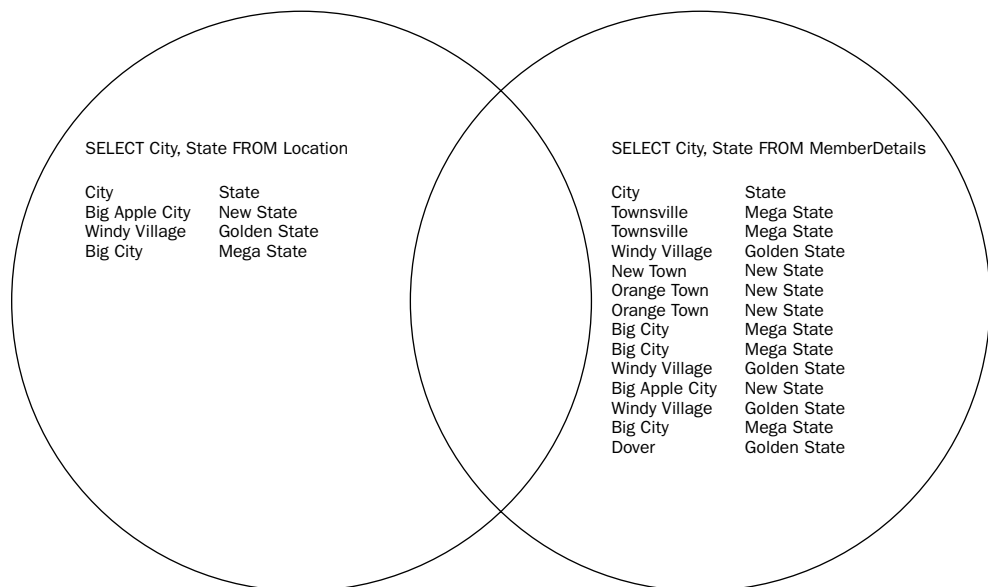 SELECT City, State FROM Location
City State
Big Apple City New State
Windy Village Golden State
Big City Mega State
SELECT City, State FROM MemberDetails
City State
Townsville Mega State
Townsville Mega State
Windy Village Golden State
New Town New State
Orange Town New State
Orange Town New State
Big City Mega State
Big City Mega State
Windy Village Golden State
Big Apple City New State
Windy Village Golden State
Big City Mega State
Dover Golden State